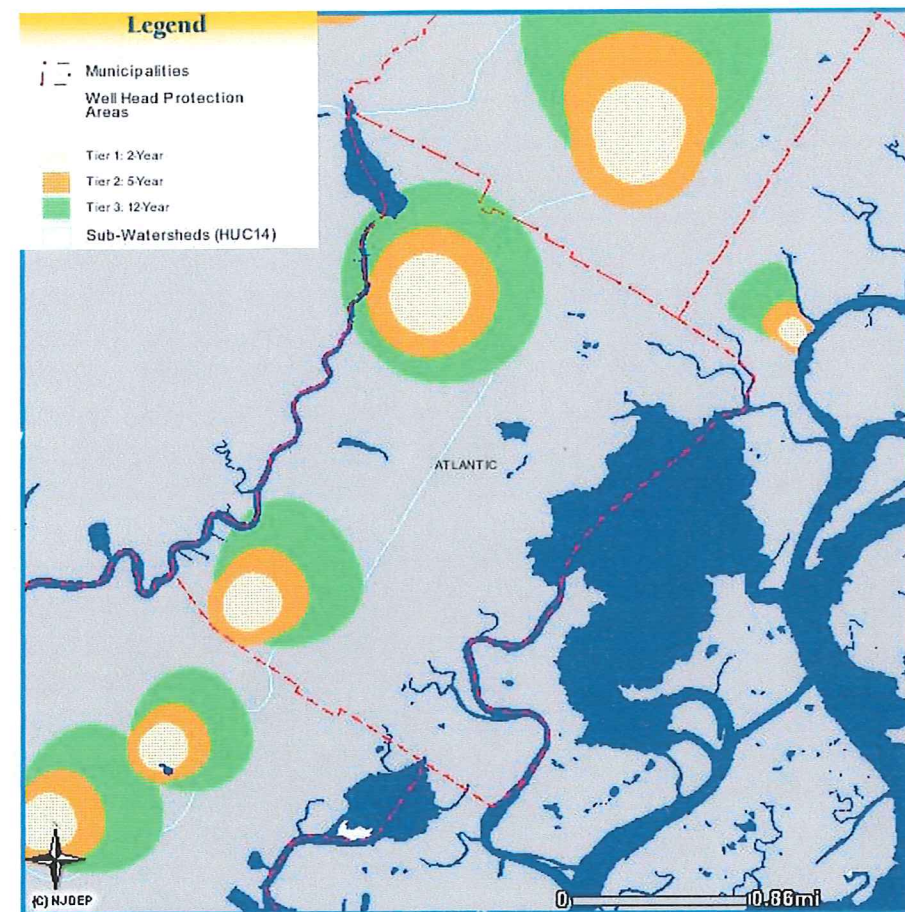 Legend
Municipalities
Well Head Protection
Areas
Tier 1: 2-Year
Tier 2: 5-Year
Tier 3: 12-Year
Sub-Watersheds (HUC14)
ATLANTIC
(C) NJDEP
0 0.86mi